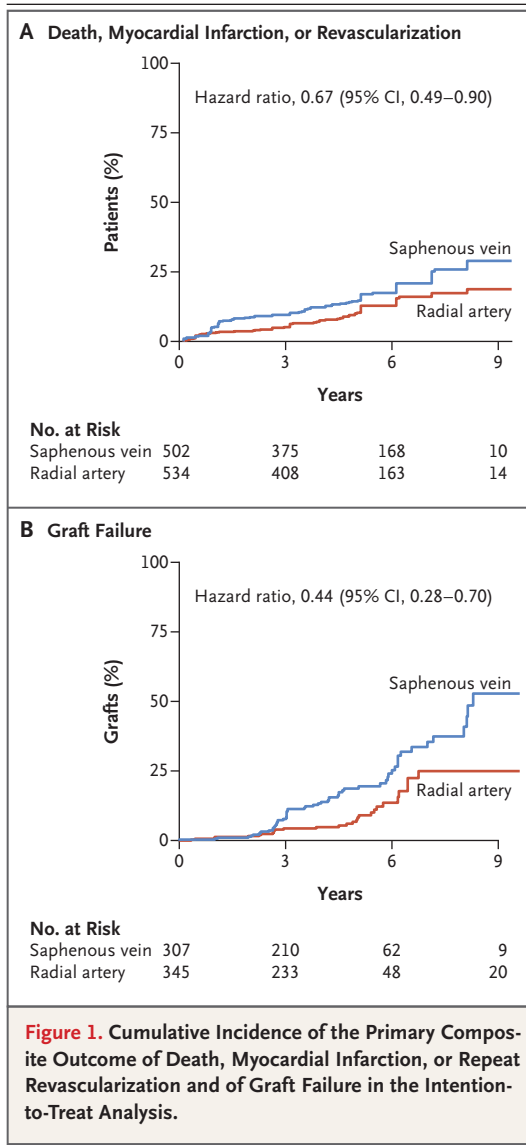 A Death, Myocardial Infarction, or Revascularization
100
Hazard ratio, 0.67 (95% CI, 0.49–0.90)
75
Patients (%)
50
Saphenous vein
25
Radial artery
0
0 3 6 9
Years
No. at Risk
Saphenous vein 502 375 168 10
Radial artery 534 408 163 14
B Graft Failure
100
Hazard ratio, 0.44 (95% CI, 0.28–0.70)
75
Grafts (%)
Saphenous vein
50
25
Radial artery
0
0 3 6 9
Years
No. at Risk
Saphenous vein 307 210 62 9
Radial artery 345 233 48 20
Figure 1. Cumulative Incidence of the Primary Compos-
ite Outcome of Death, Myocardial Infarction, or Repeat
Revascularization and of Graft Failure in the Intention-
to-Treat Analysis.